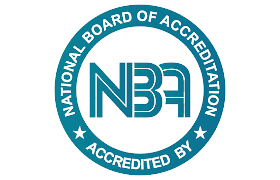 NATIONAL BOARD OF ACCREDITATION
NBA
★ ACCREDITED BY ★